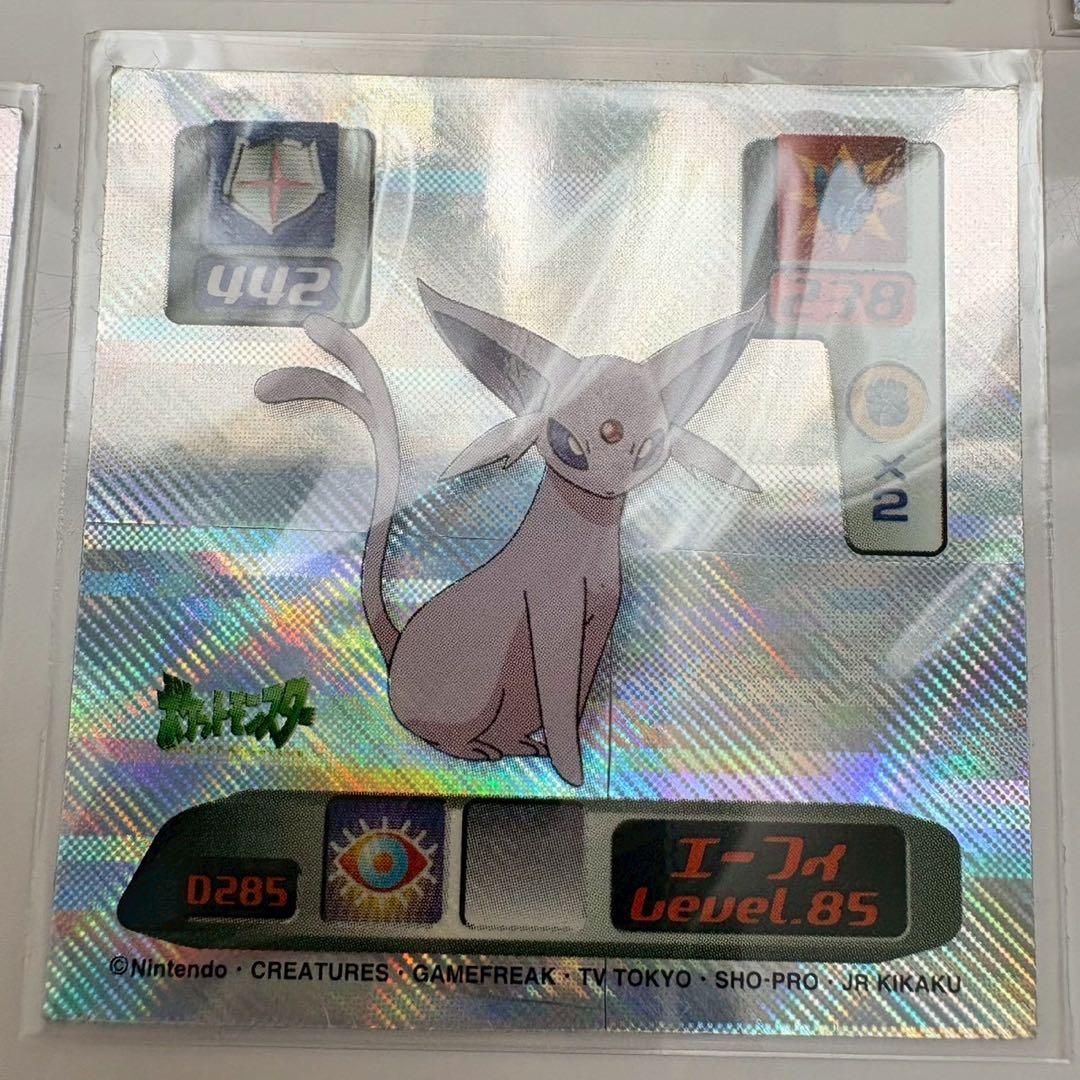 442
238
×2
ポケットモンスター
D285
エーフィ
Level.85
©Nintendo・CREATURES・GAMEFREAK・TV TOKYO・SHO-PRO・JR KIKAKU